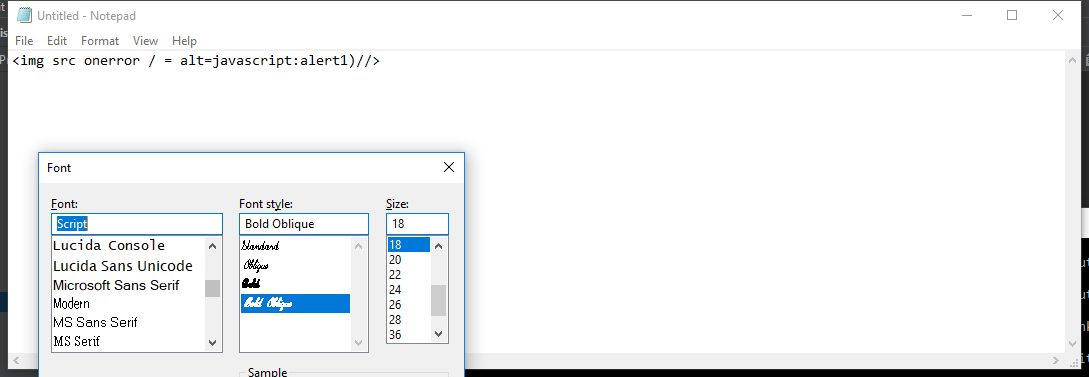 Untitled - Notepad
File Edit Format View Help
<img src onerror / = alt=javascript:alert1)//>
Font
Font: Font style: Size:
Script Bold Oblique 18
Lucida Console
Lucida Sans Unicode
Microsoft Sans Serif
Modern
MS Sans Serif
MS Serif
Standard
Oblique
Bold
Bold Oblique
18
20
22
24
26
28
36
Sample